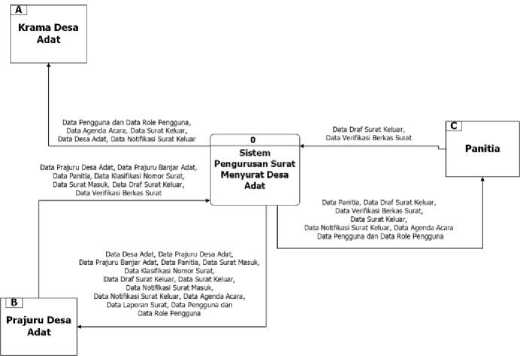 A
Krama Desa
Adat
Data Pengguna dan Data Role Pengguna,
Data Agenda Acara, Data Surat Keluar,
Data Desa Adat, Data Notifikasi Surat Keluar
Data Draf Surat Keluar,
Data Verifikasi Berkas Surat
C
Panitia
0
Sistem
Pengurusan Surat
Menyurat Desa
Adat
Data Prajuru Desa Adat, Data Prajuru Banjar Adat,
Data Panitia, Data Klasifikasi Nomor Surat,
Data Surat Masuk, Data Draf Surat Keluar,
Data Verifikasi Berkas Surat
Data Panitia, Data Draf Surat Keluar,
Data Verifikasi Berkas Surat,
Data Surat Keluar,
Data Notifikasi Surat Keluar, Data Agenda Acara
Data Pengguna dan Data Role Pengguna
Data Desa Adat, Data Prajuru Desa Adat,
Data Prajuru Banjar Adat, Data Panitia, Data Surat Masuk,
Data Klasifikasi Nomor Surat,
Data Draf Surat Keluar, Data Surat Keluar,
Data Notifikasi Surat Masuk,
Data Notifikasi Surat Keluar, Data Agenda Acara,
Data Laporan Surat, Data Pengguna dan
Data Role Pengguna
B
Prajuru Desa
Adat